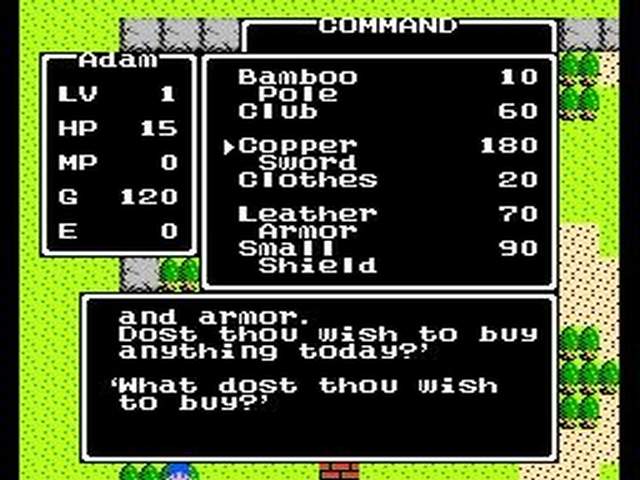 COMMAND
Adam
LV 1
HP 15
MP 0
G 120
E 0
Bamboo 10
Pole
Club 60
Copper 180
Sword
Clothes 20
Leather 70
Armor
Small 90
Shield
and armor.
Dost thou wish to buy
anything today?’
‘What dost thou wish
to buy?’